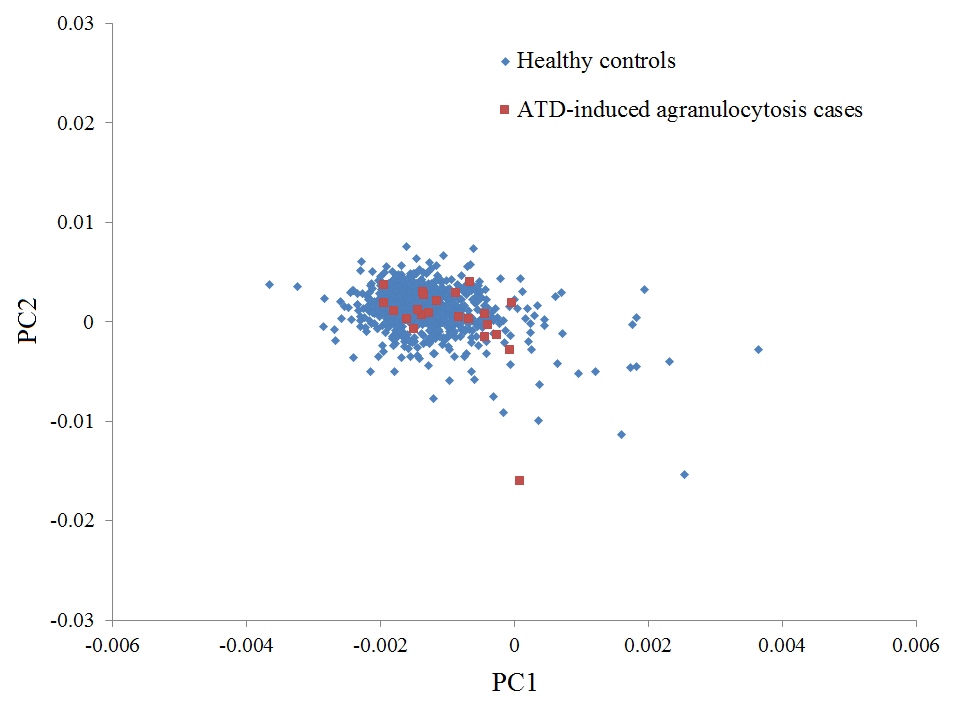 0.03
Healthy controls
ATD-induced agranulocytosis cases
0.02
0.01
PC2
0
-0.01
-0.02
-0.03
-0.006 -0.004 -0.002 0 0.002 0.004 0.006
PC1